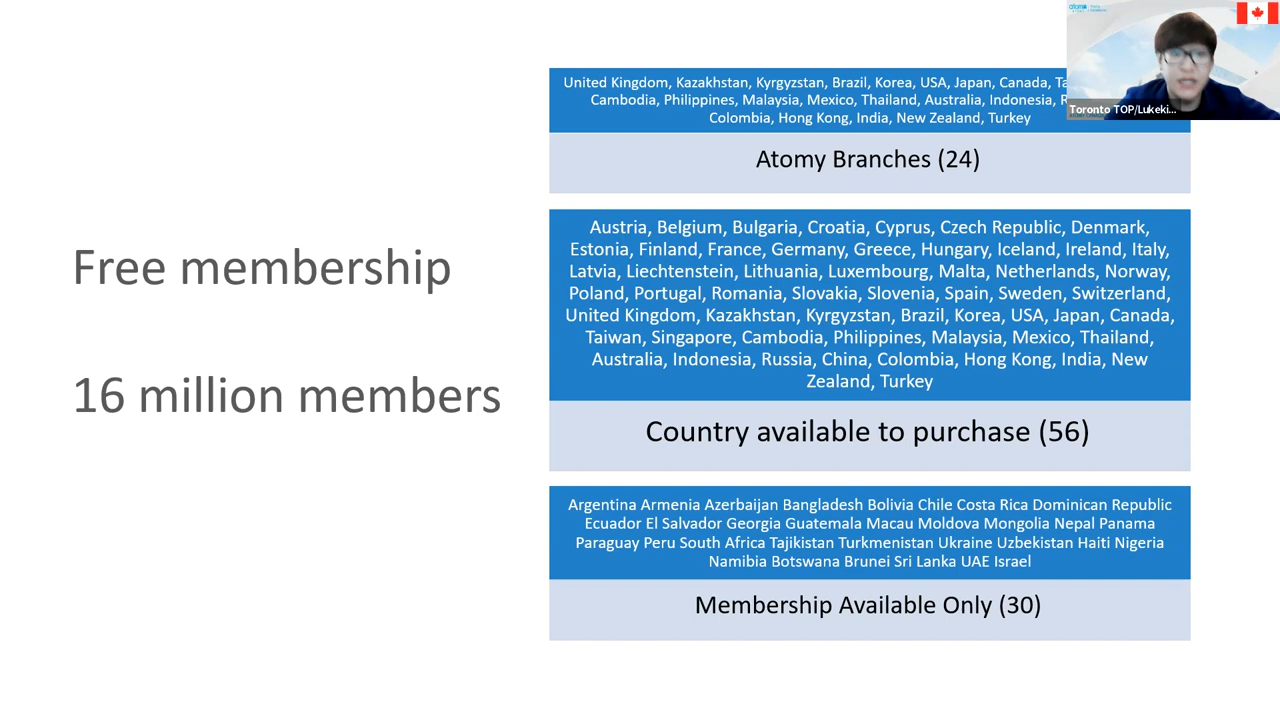 Free membership
16 million members
United Kingdom, Kazakhstan, Kyrgyzstan, Brazil, Korea, USA, Japan, Canada,
Cambodia, Philippines, Malaysia, Mexico, Thailand, Australia, Indonesia,
Colombia, Hong Kong, India, New Zealand, Turkey
Atomy Branches (24)
Austria, Belgium, Bulgaria, Croatia, Cyprus, Czech Republic, Denmark,
Estonia, Finland, France, Germany, Greece, Hungary, Iceland, Ireland, Italy,
Latvia, Liechtenstein, Lithuania, Luxembourg, Malta, Netherlands, Norway,
Poland, Portugal, Romania, Slovakia, Slovenia, Spain, Sweden, Switzerland,
United Kingdom, Kazakhstan, Kyrgyzstan, Brazil, Korea, USA, Japan, Canada,
Taiwan, Singapore, Cambodia, Philippines, Malaysia, Mexico, Thailand,
Australia, Indonesia, Russia, China, Colombia, Hong Kong, India, New
Zealand, Turkey
Country available to purchase (56)
Argentina Armenia Azerbaijan Bangladesh Bolivia Chile Costa Rica Dominican Republic
Ecuador El Salvador Georgia Guatemala Macau Moldova Mongolia Nepal Panama
Paraguay Peru South Africa Tajikistan Turkmenistan Ukraine Uzbekistan Haiti Nigeria
Namibia Botswana Brunei Sri Lanka UAE Israel
Membership Available Only (30)
Toronto TOP/Lukeki...